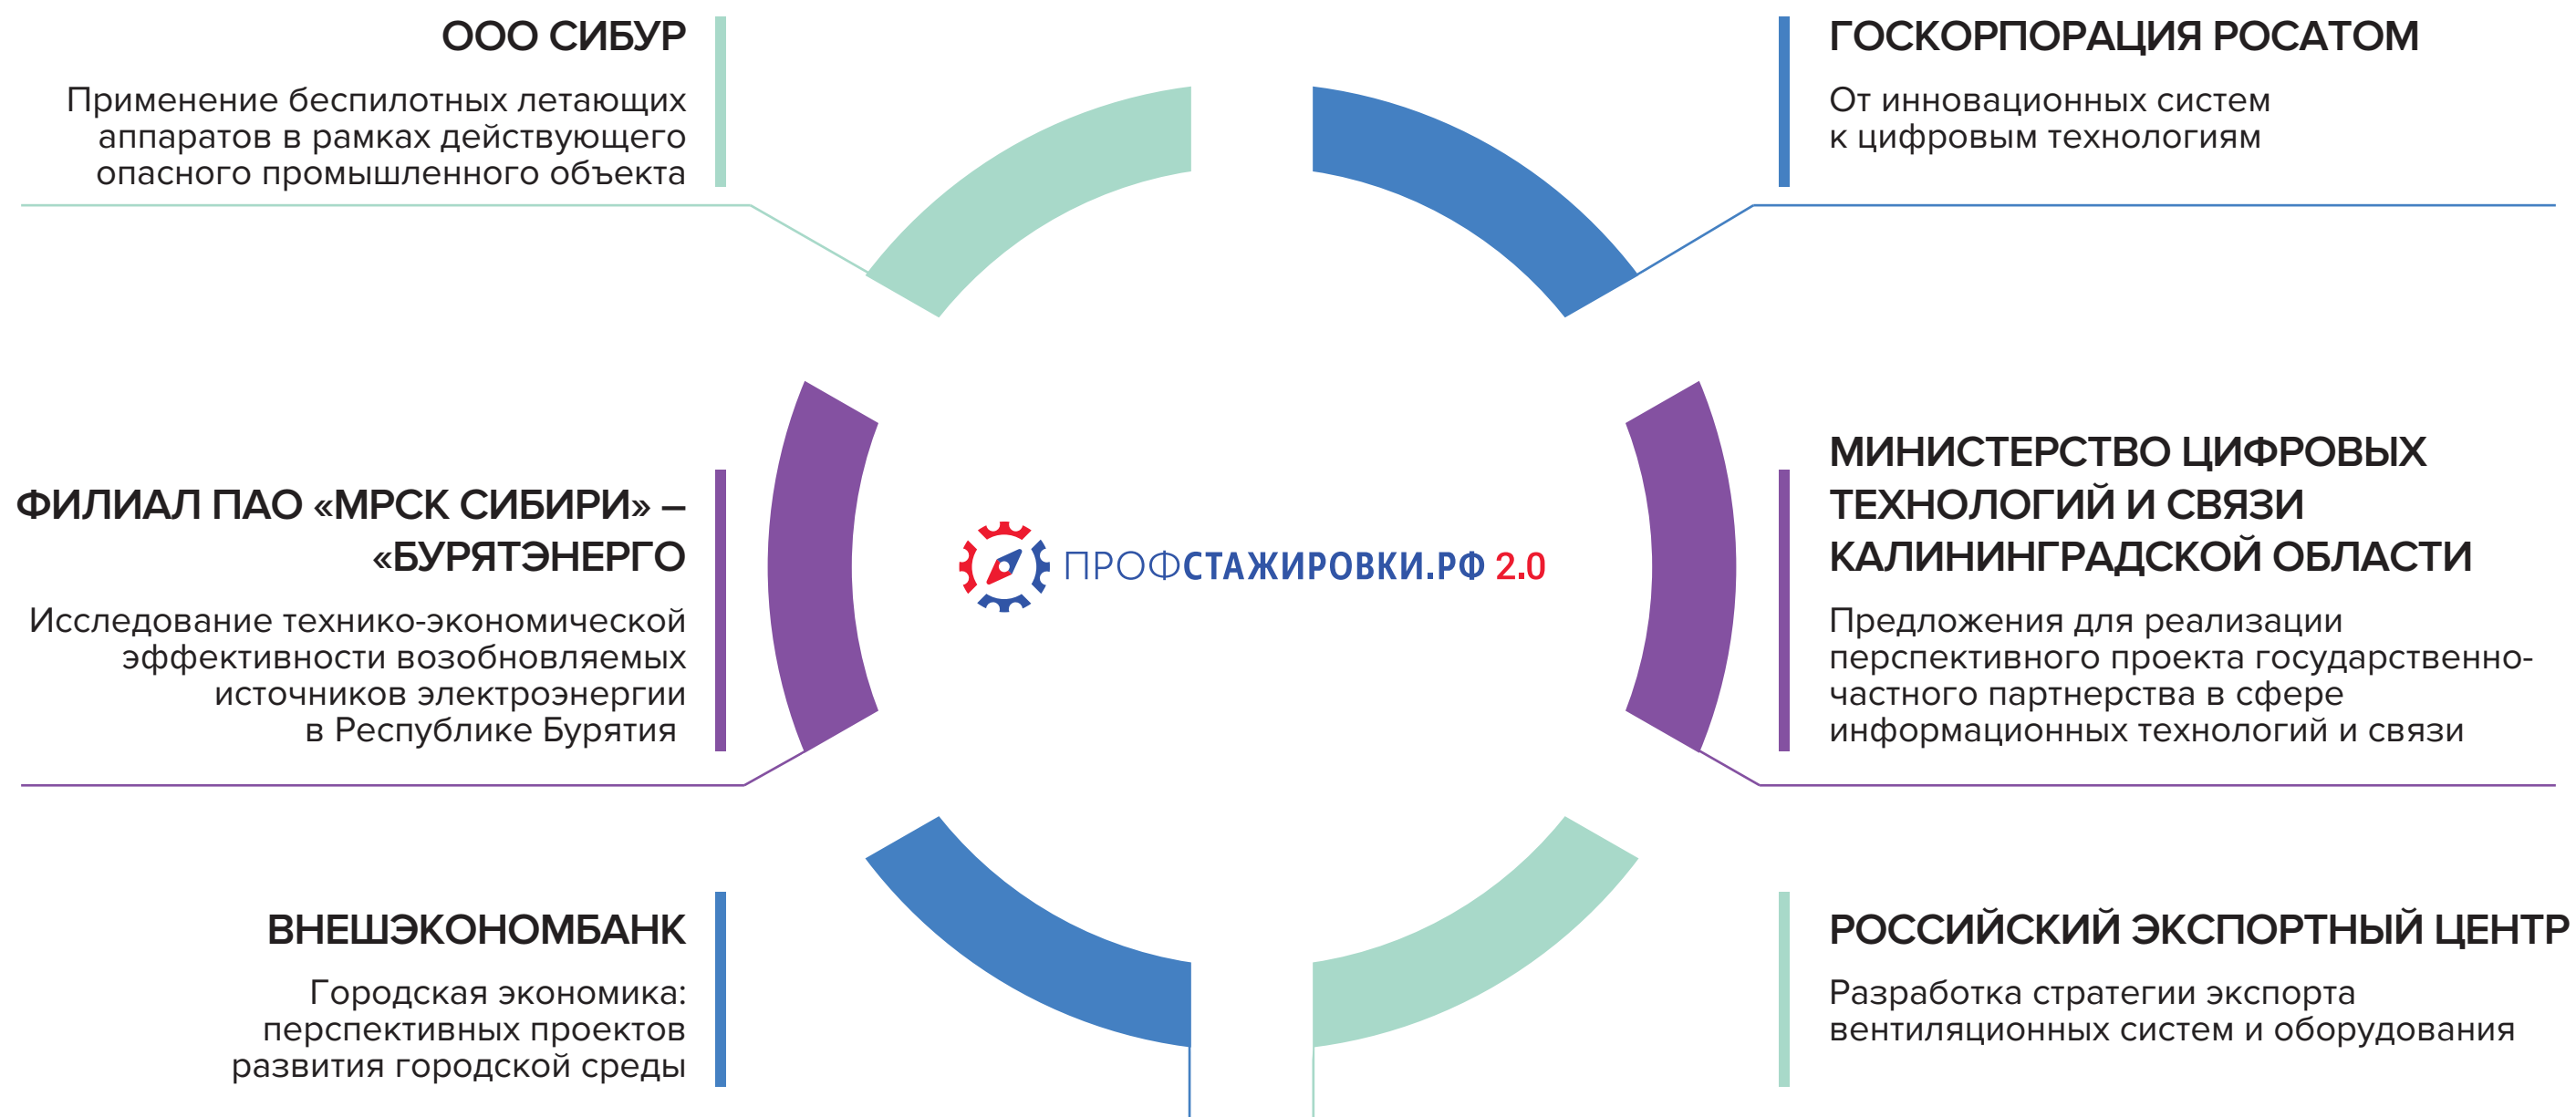 ООО СИБУР
Применение беспилотных летающих
аппаратов в рамках действующего
опасного промышленного объекта
ГОСКОРПОРАЦИЯ РОСАТОМ
От инновационных систем
к цифровым технологиям
ФИЛИАЛ ПАО «МРСК СИБИРИ» –
«БУРЯТЭНЕРГО
Исследование технико-экономической
эффективности возобновляемых
источников электроэнергии
в Республике Бурятия
ПРОФСТАЖИРОВКИ.РФ 2.0
МИНИСТЕРСТВО ЦИФРОВЫХ
ТЕХНОЛОГИЙ И СВЯЗИ
КАЛИНИНГРАДСКОЙ ОБЛАСТИ
Предложения для реализации
перспективного проекта государственно-
частного партнерства в сфере
информационных технологий и связи
ВНЕШЭКОНОМБАНК
Городская экономика:
перспективных проектов
развития городской среды
РОССИЙСКИЙ ЭКСПОРТНЫЙ ЦЕНТР
Разработка стратегии экспорта
вентиляционных систем и оборудования